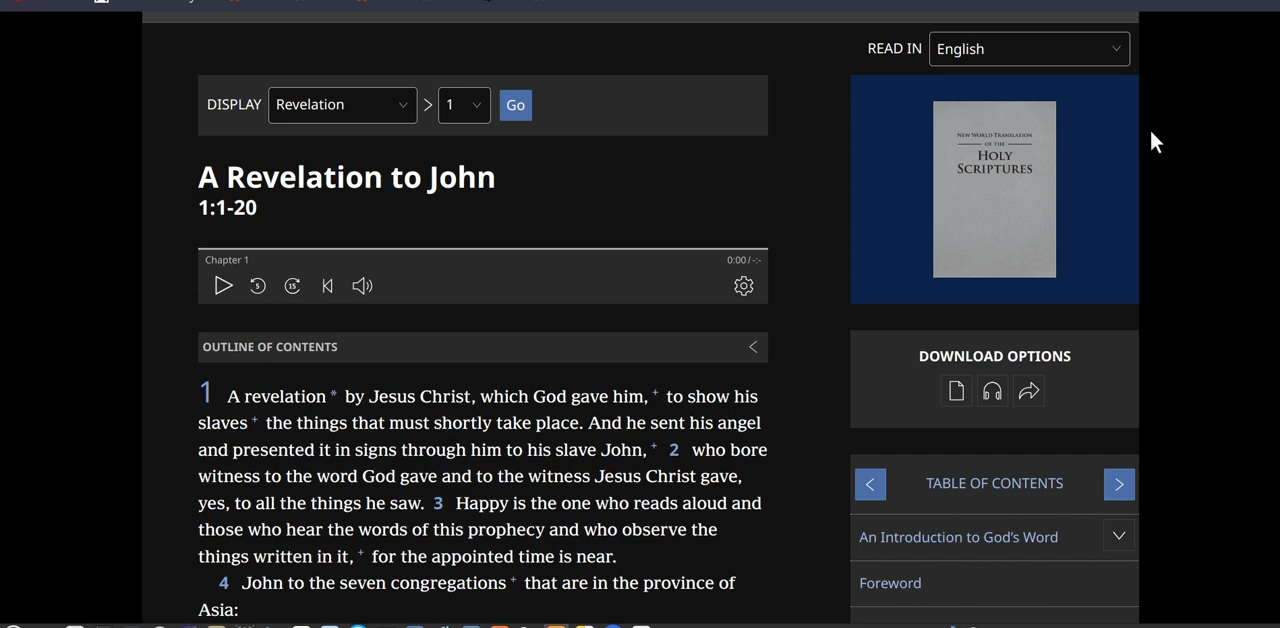 READ IN English
DISPLAY Revelation > 1 Go
NEW WORLD TRANSLATION
OF THE
HOLY
SCRIPTURES
A Revelation to John
1:1-20
Chapter 1 0:00 / -:-
5 15
OUTLINE OF CONTENTS
1 A revelation * by Jesus Christ, which God gave him, + to show his
slaves + the things that must shortly take place. And he sent his angel
and presented it in signs through him to his slave John, + 2 who bore
witness to the word God gave and to the witness Jesus Christ gave,
yes, to all the things he saw. 3 Happy is the one who reads aloud and
those who hear the words of this prophecy and who observe the
things written in it, + for the appointed time is near.
4 John to the seven congregations + that are in the province of
Asia:
DOWNLOAD OPTIONS
TABLE OF CONTENTS
An Introduction to God's Word
Foreword